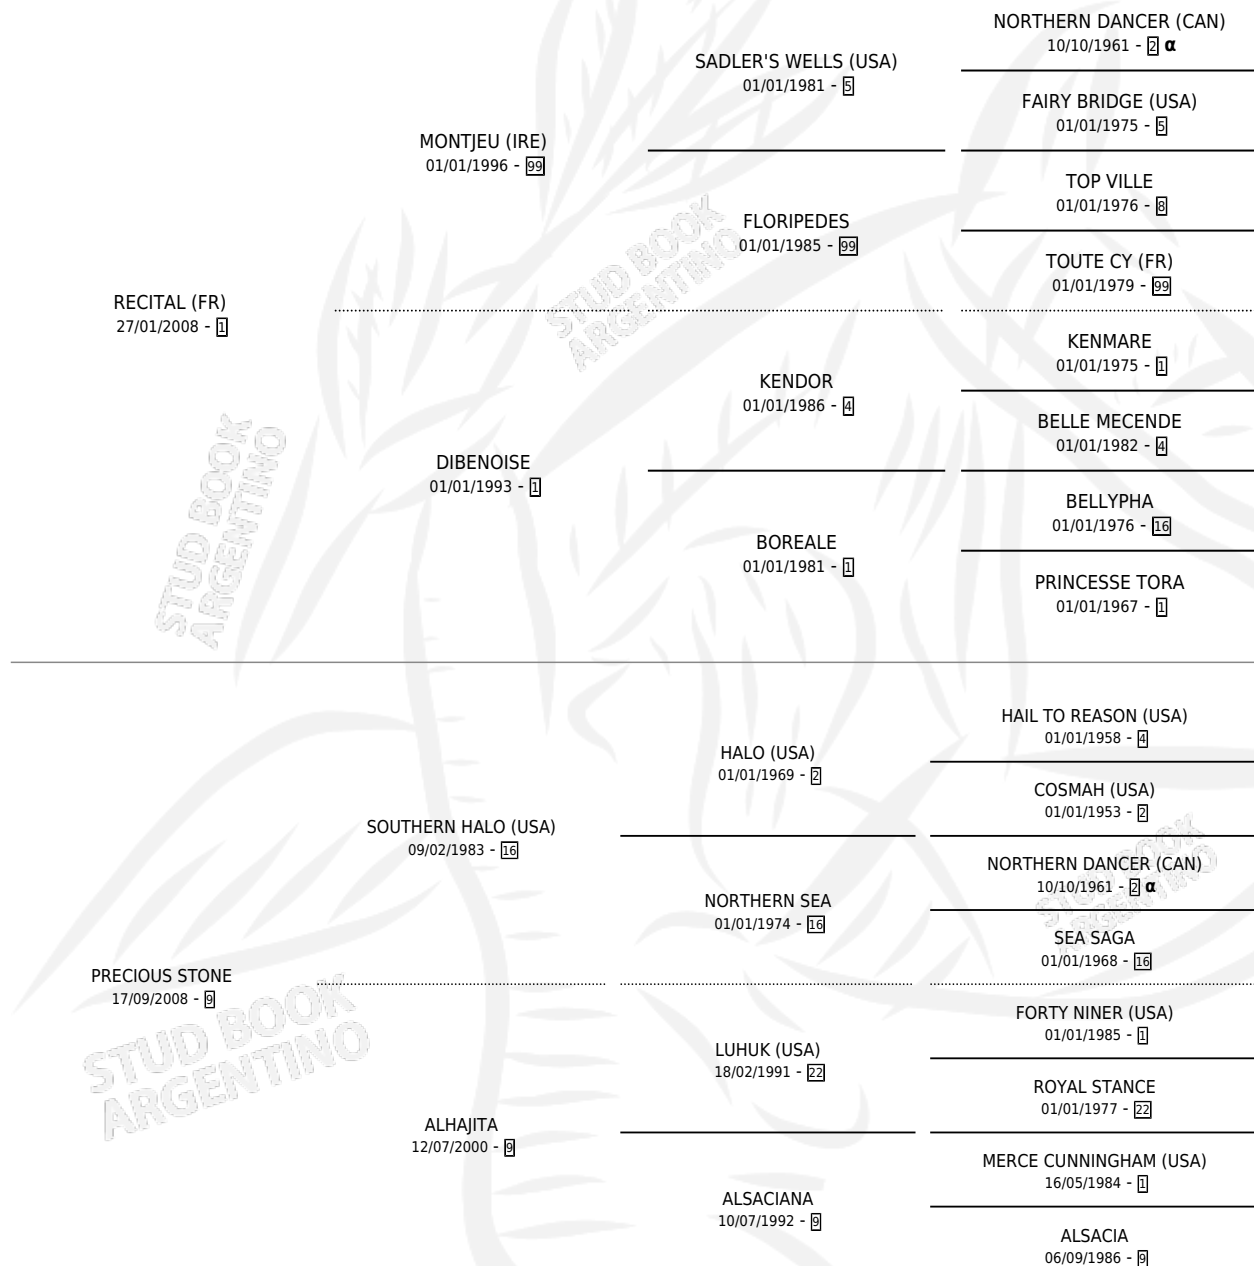 NORTHERN DANCER (CAN)
10/10/1961 - 2 α
SADLER'S WELLS (USA)
01/01/1981 - 5
FAIRY BRIDGE (USA)
01/01/1975 - 5
MONTJEU (IRE)
01/01/1996 - 99
TOP VILLE
01/01/1976 - 8
FLORIPEDES
01/01/1985 - 99
TOUTE CY (FR)
01/01/1979 - 99
RECITAL (FR)
27/01/2008 - 1
KENMARE
01/01/1975 - 1
KENDOR
01/01/1986 - 4
BELLE MECENDE
01/01/1982 - 4
DIBENOISE
01/01/1993 - 1
BELLYPHA
01/01/1976 - 16
BOREALE
01/01/1981 - 1
PRINCESSE TORA
01/01/1967 - 1
HAIL TO REASON (USA)
01/01/1958 - 4
HALO (USA)
01/01/1969 - 2
COSMAH (USA)
01/01/1953 - 2
SOUTHERN HALO (USA)
09/02/1983 - 16
NORTHERN DANCER (CAN)
10/10/1961 - 2 α
NORTHERN SEA
01/01/1974 - 16
SEA SAGA
01/01/1968 - 16
PRECIOUS STONE
17/09/2008 - 9
FORTY NINER (USA)
01/01/1985 - 1
LUHUK (USA)
18/02/1991 - 22
ROYAL STANCE
01/01/1977 - 22
ALHAJITA
12/07/2000 - 9
MERCE CUNNINGHAM (USA)
16/05/1984 - 1
ALSACIANA
10/07/1992 - 9
ALSACIA
06/09/1986 - 9
STUD BOOK
ARGENTINO
STUD BOOK
ARGENTINO
STUD BOOK
ARGENTINO
STUD BOOK
ARGENTINO